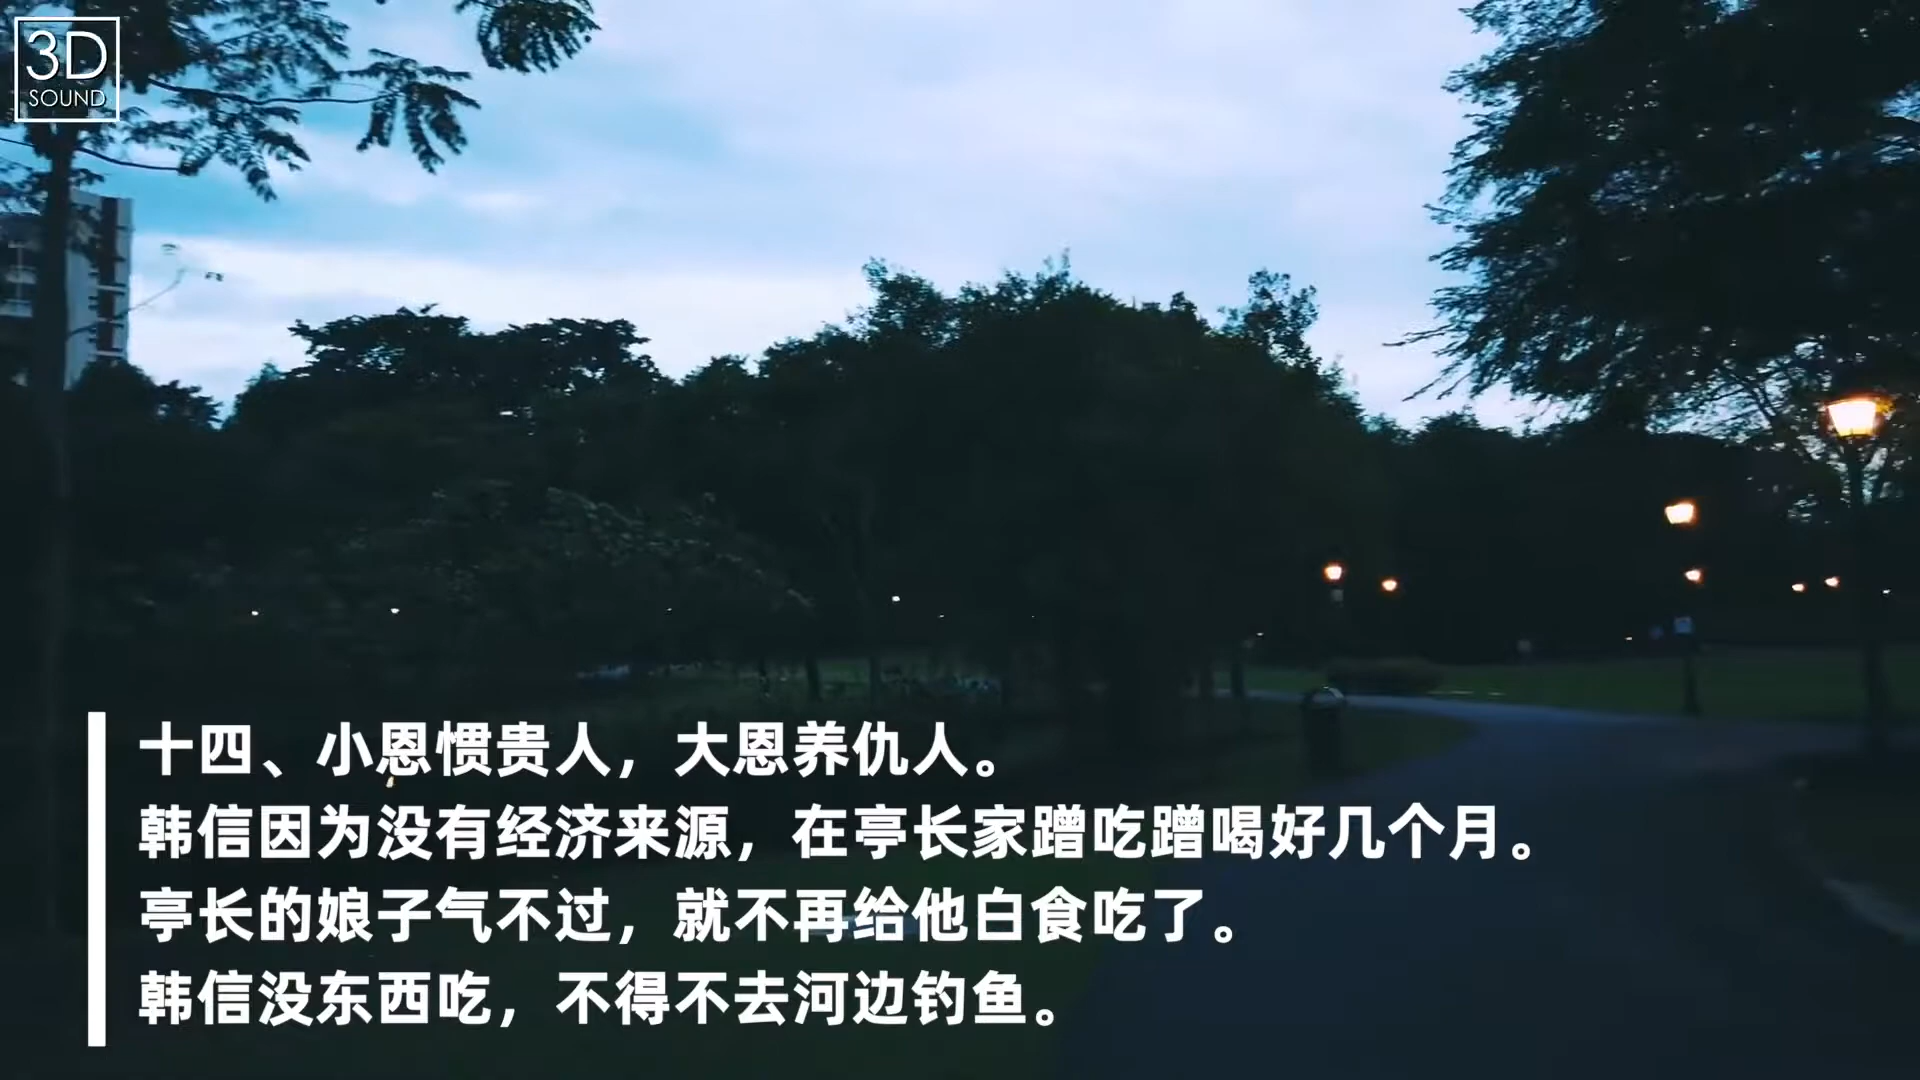 3D
SOUND
十四、小恩惯贵人，大恩养仇人。
韩信因为没有经济来源，在亭长家蹭吃蹭喝好几个月。
亭长的娘子气不过，就不再给他白食吃了。
韩信没东西吃，不得不去河边钓鱼。